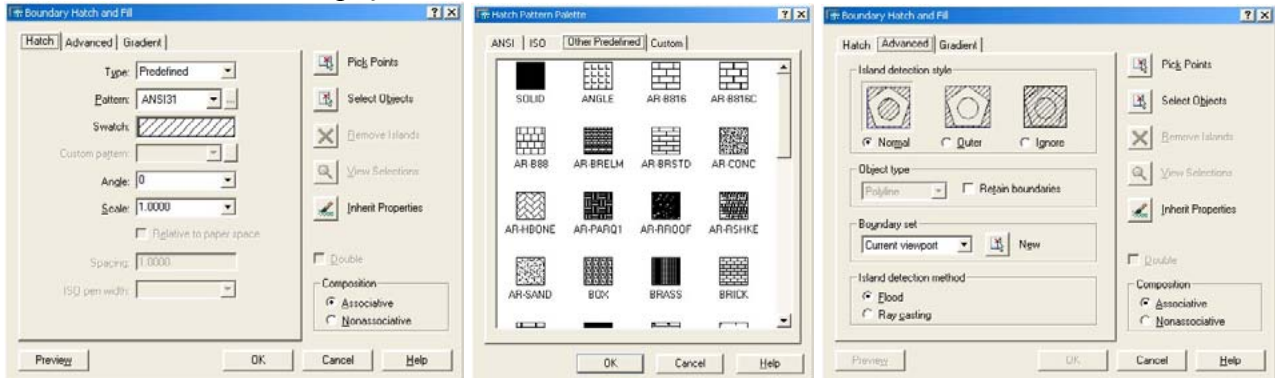 Boundary Hatch and Fill
Hatch Advanced Gradient
Type: Predefined
Pattern: ANSI31 ...
Swatch:
Custom pattern:
Angle: 0
Scale: 1.0000
Relative to paper space
Spacing: 1.0000
ISO pen width:
Pick Points
Select Objects
Remove Islands
View Selections
Inherit Properties
Double
Composition
Associative
Nonassociative
Preview OK Cancel Help
Hatch Pattern Palette
ANSI ISO Other Predefined Custom
SOLID ANGLE AR-B816 AR-B816C
AR-B88 AR-BRELM AR-BRSTD AR-CONC
AR-HBONE AR-PARQ1 AR-RROOF AR-RSHKE
AR-SAND BOX BRASS BRICK
OK Cancel Help
Boundary Hatch and Fill
Hatch Advanced Gradient
Island detection style
Normal Outer Ignore
Object type
Polyline Retain boundaries
Boundary set
Current viewport New
Island detection method
Flood
Ray casting
Pick Points
Select Objects
Remove Islands
View Selections
Inherit Properties
Double
Composition
Associative
Nonassociative
Preview OK Cancel Help